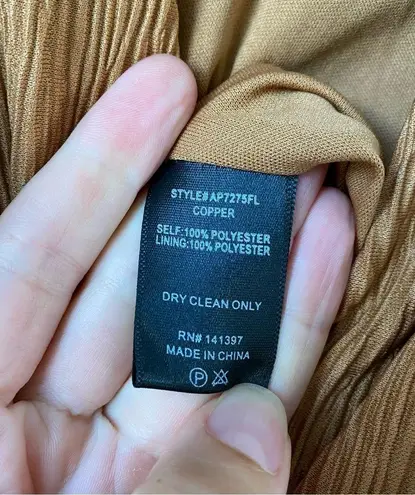 STYLE# AP7275FL
COPPER
SELF:100% POLYESTER
LINING:100% POLYESTER
DRY CLEAN ONLY
RN# 141397
MADE IN CHINA
P